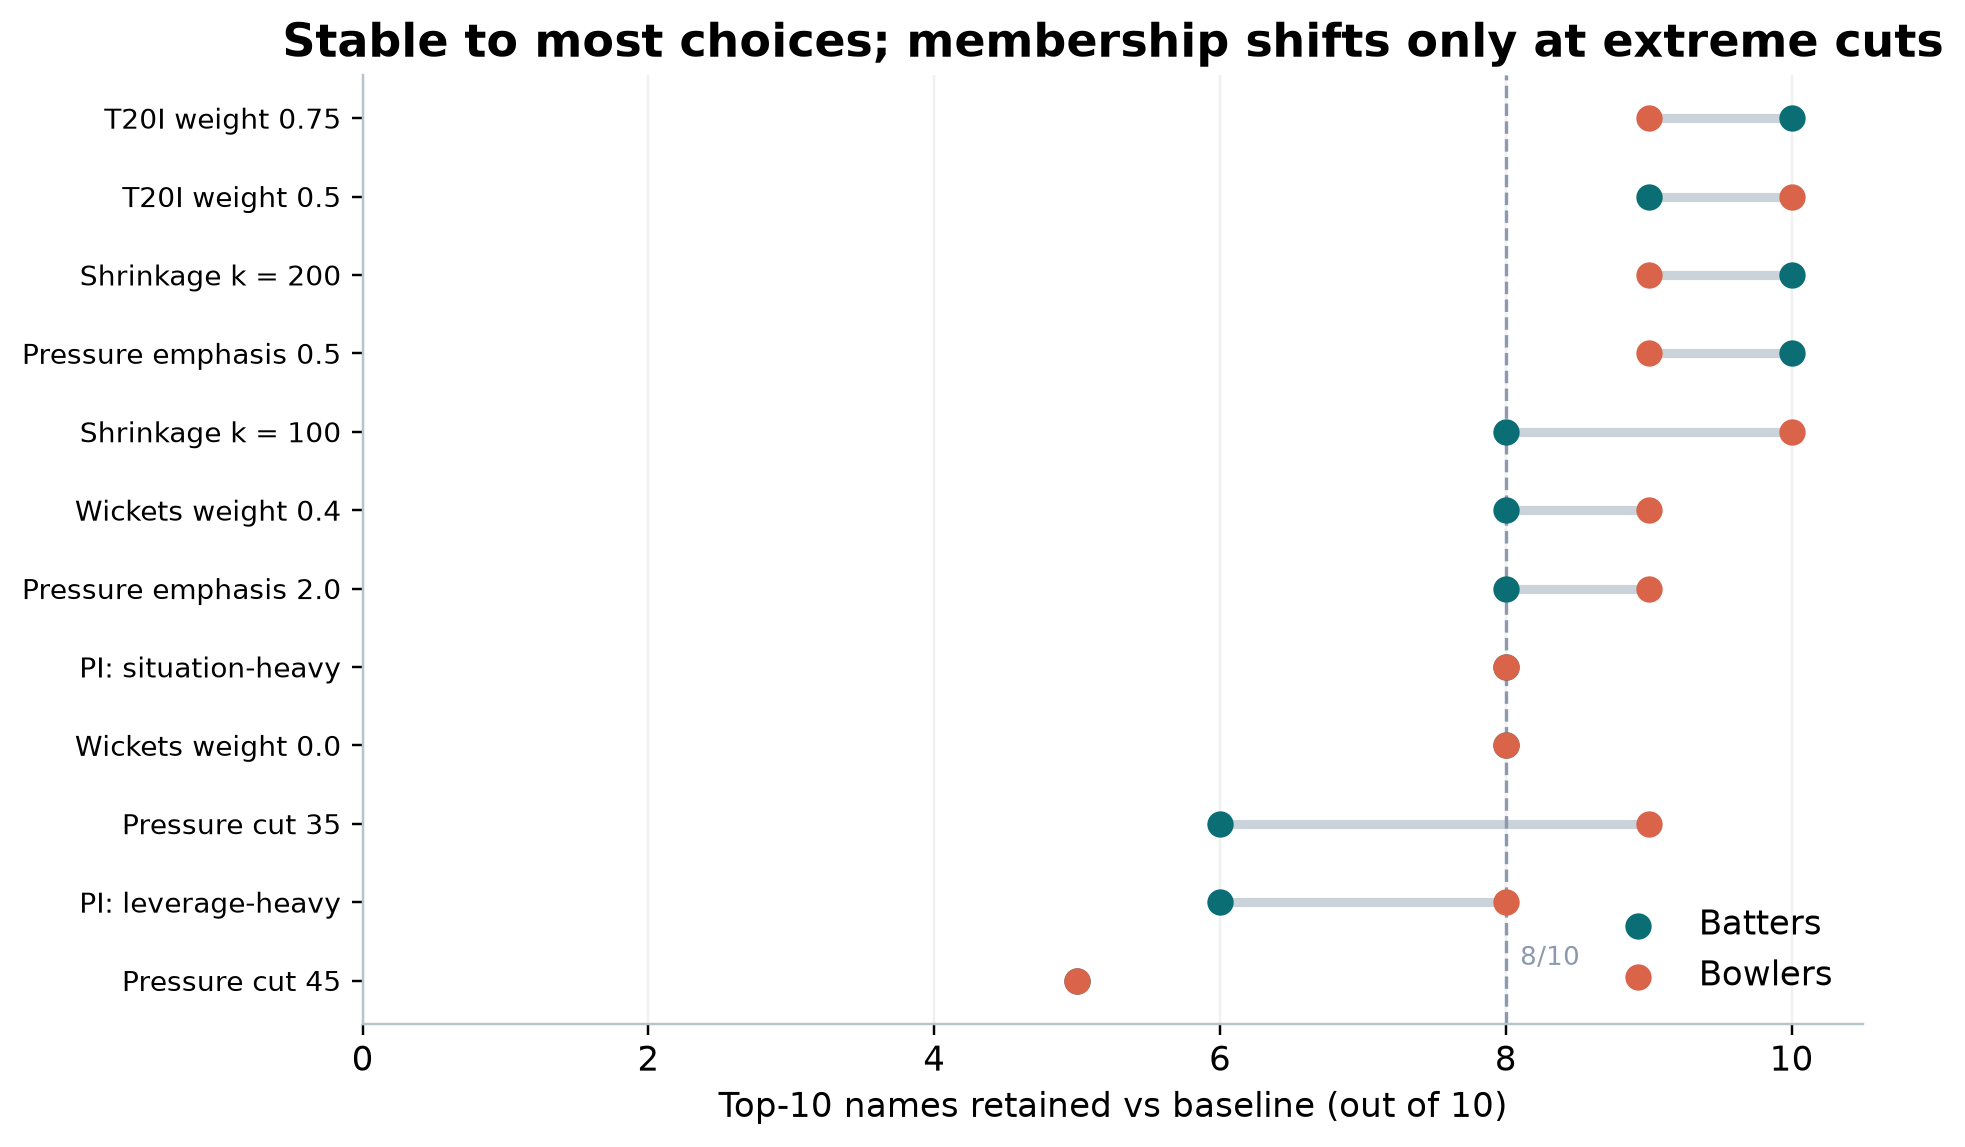 Stable to most choices; membership shifts only at extreme cuts
T20I weight 0.75
T20I weight 0.5
Shrinkage k = 200
Pressure emphasis 0.5
Shrinkage k = 100
Wickets weight 0.4
Pressure emphasis 2.0
PI: situation-heavy
Wickets weight 0.0
Pressure cut 35
PI: leverage-heavy
Pressure cut 45
8/10
Batters
Bowlers
0 2 4 6 8 10
Top-10 names retained vs baseline (out of 10)